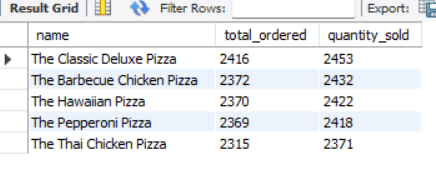 Result Grid Filter Rows: Export:
name total_ordered quantity_sold
The Classic Deluxe Pizza 2416 2453
The Barbecue Chicken Pizza 2372 2432
The Hawaiian Pizza 2370 2422
The Pepperoni Pizza 2369 2418
The Thai Chicken Pizza 2315 2371